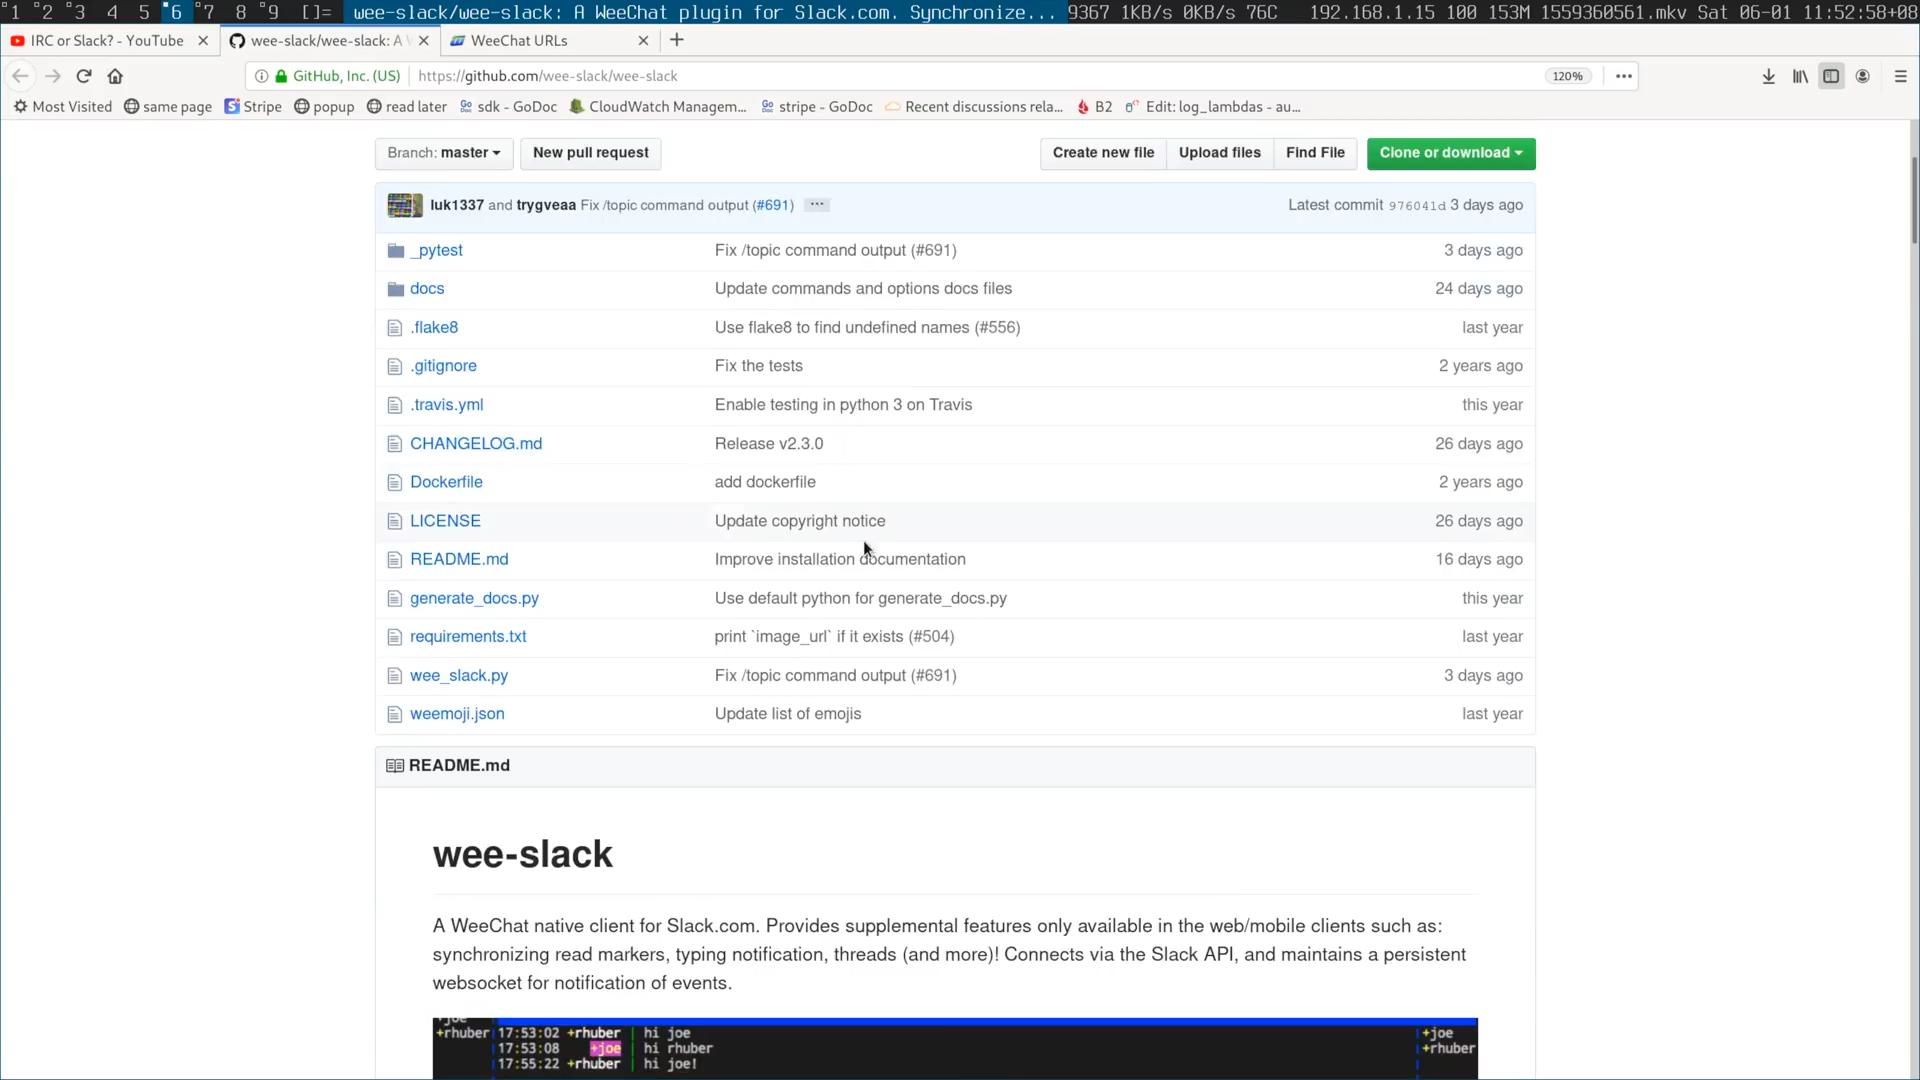 1 2 3 4 5 6 7 8 9 []= wee-slack/wee-slack: A WeeChat plugin for Slack.com. Synchronize... 9367 1KB/s 0KB/s 76C 192.168.1.15 100 153M 1559360561.mkv Sat 06-01 11:52:58+08
IRC or Slack? - YouTube wee-slack/wee-slack: A WeeChat URLs
GitHub, Inc. (US) https://github.com/wee-slack/wee-slack 120%
Most Visited same page Stripe popup read later sdk - GoDoc CloudWatch Managem... stripe - GoDoc Recent discussions rela... B2 Edit: log_lambdas - au...
Branch: master New pull request Create new file Upload files Find File Clone or download
luk1337 and trygveaa Fix /topic command output (#691) ... Latest commit 976041d 3 days ago
_pytest Fix /topic command output (#691) 3 days ago
docs Update commands and options docs files 24 days ago
.flake8 Use flake8 to find undefined names (#556) last year
.gitignore Fix the tests 2 years ago
.travis.yml Enable testing in python 3 on Travis this year
CHANGELOG.md Release v2.3.0 26 days ago
Dockerfile add dockerfile 2 years ago
LICENSE Update copyright notice 26 days ago
README.md Improve installation documentation 16 days ago
generate_docs.py Use default python for generate_docs.py this year
requirements.txt print `image_url` if it exists (#504) last year
wee_slack.py Fix /topic command output (#691) 3 days ago
weemoji.json Update list of emojis last year
README.md
wee-slack
A WeeChat native client for Slack.com. Provides supplemental features only available in the web/mobile clients such as:
synchronizing read markers, typing notification, threads (and more)! Connects via the Slack API, and maintains a persistent
websocket for notification of events.
+joe
+rhuber 17:53:02 +rhuber | hi joe +joe
17:53:08 +joe | hi rhuber +rhuber
17:55:22 +rhuber | hi joe!